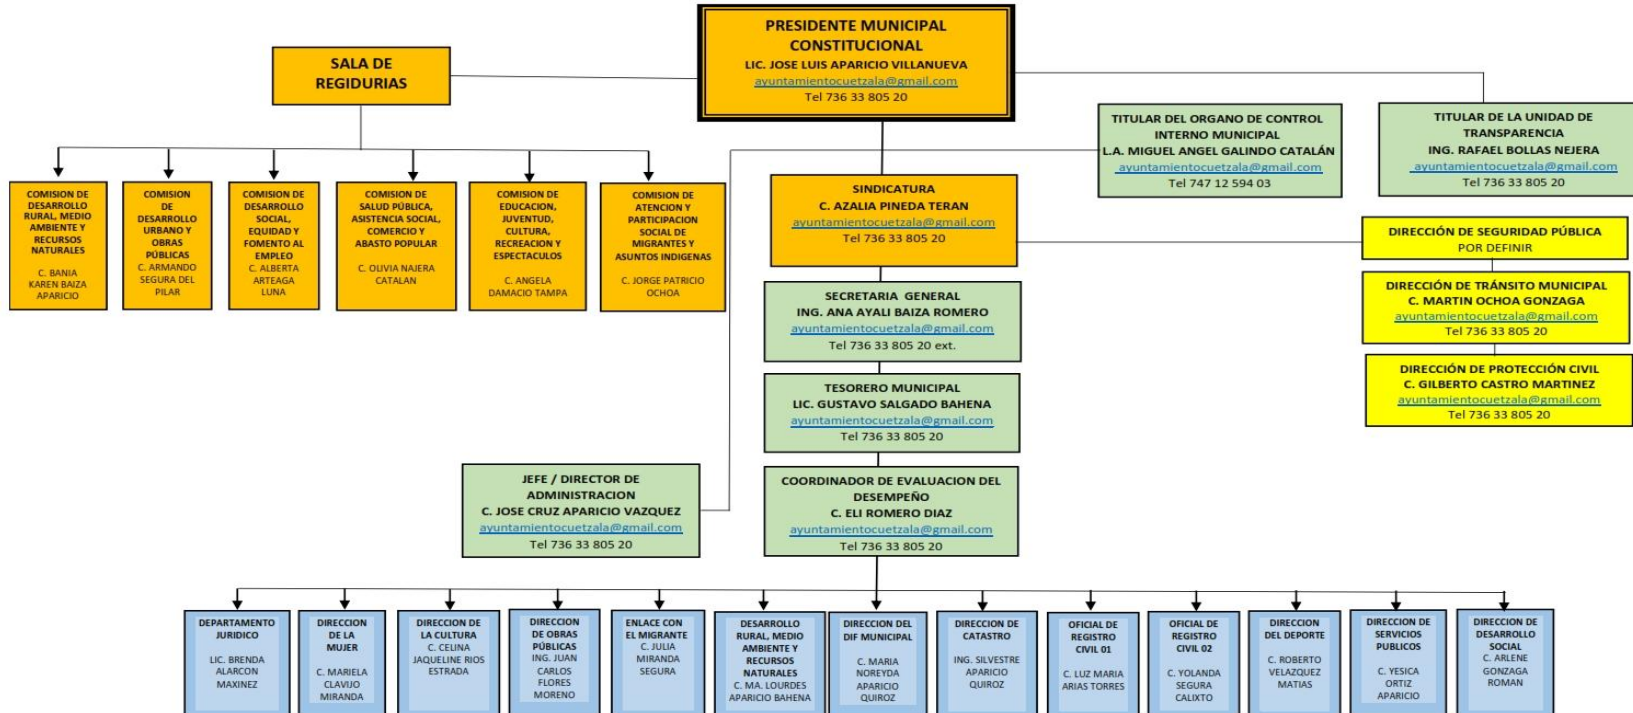 PRESIDENTE MUNICIPAL
CONSTITUCIONAL
LIC. JOSE LUIS APARICIO VILLANUEVA
ayuntamientocuetzala@gmail.com
Tel 736 33 805 20
SALA DE
REGIDURIAS
TITULAR DEL ORGANO DE CONTROL
INTERNO MUNICIPAL
L.A. MIGUEL ANGEL GALINDO CATALÁN
ayuntamientocuetzala@gmail.com
Tel 747 12 594 03
TITULAR DE LA UNIDAD DE
TRANSPARENCIA
ING. RAFAEL BOLLAS NEJERA
ayuntamientocuetzala@gmail.com
Tel 736 33 805 20
COMISION DE
DESARROLLO
RURAL, MEDIO
AMBIENTE Y
RECURSOS
NATURALES
C. BANIA
KAREN BAIZA
APARICIO
COMISION
DE
DESARROLLO
URBANO Y
OBRAS
PÚBLICAS
C. ARMANDO
SEGURA DEL
PILAR
COMISION DE
DESARROLLO
SOCIAL,
EQUIDAD Y
FOMENTO AL
EMPLEO
C. ALBERTA
ARTEAGA
LUNA
COMISION DE
SALUD PÚBLICA,
ASISTENCIA SOCIAL,
COMERCIO Y
ABASTO POPULAR
C. OLIVIA NAJERA
CATALAN
COMISION DE
EDUCACION,
JUVENTUD,
CULTURA,
RECREACION Y
ESPECTACULOS
C. ANGELA
DAMACIO TAMPA
COMISION DE
ATENCION Y
PARTICIPACION
SOCIAL DE
MIGRANTES Y
ASUNTOS INDIGENAS
C. JORGE PATRICIO
OCHOA
SINDICATURA
C. AZALIA PINEDA TERAN
ayuntamientocuetzala@gmail.com
Tel 736 33 805 20
DIRECCIÓN DE SEGURIDAD PÚBLICA
POR DEFINIR
DIRECCIÓN DE TRÁNSITO MUNICIPAL
C. MARTIN OCHOA GONZAGA
ayuntamientocuetzala@gmail.com
Tel 736 33 805 20
DIRECCIÓN DE PROTECCIÓN CIVIL
C. GILBERTO CASTRO MARTINEZ
ayuntamientocuetzala@gmail.com
Tel 736 33 805 20
SECRETARIA  GENERAL
ING. ANA AYALI BAIZA ROMERO
ayuntamientocuetzala@gmail.com
Tel 736 33 805 20 ext.
TESORERO MUNICIPAL
LIC. GUSTAVO SALGADO BAHENA
ayuntamientocuetzala@gmail.com
Tel 736 33 805 20
JEFE / DIRECTOR DE
ADMINISTRACION
C. JOSE CRUZ APARICIO VAZQUEZ
ayuntamientocuetzala@gmail.com
Tel 736 33 805 20
COORDINADOR DE EVALUACION DEL
DESEMPEÑO
C. ELI ROMERO DIAZ
ayuntamientocuetzala@gmail.com
Tel 736 33 805 20
DEPARTAMENTO
JURIDICO
LIC. BRENDA
ALARCON
MAXINEZ
DIRECCION
DE LA
MUJER
C. MARIELA
CLAVIJO
MIRANDA
DIRECCION DE
LA CULTURA
C. CELINA
JAQUELINE RIOS
ESTRADA
DIRECCION
DE OBRAS
PÚBLICAS
ING. JUAN
CARLOS
FLORES
MORENO
ENLACE CON
EL MIGRANTE
C. JULIA
MIRANDA
SEGURA
DESARROLLO
RURAL, MEDIO
AMBIENTE Y
RECURSOS
NATURALES
C. MA. LOURDES
APARICIO BAHENA
DIRECCION DEL
DIF MUNICIPAL
C. MARIA
NOREYDA
APARICIO
QUIROZ
DIRECCION DE
CATASTRO
ING. SILVESTRE
APARICIO
QUIROZ
OFICIAL DE
REGISTRO
CIVIL 01
C. LUZ MARIA
ARIAS TORRES
OFICIAL DE
REGISTRO
CIVIL 02
C. YOLANDA
SEGURA
CALIXTO
DIRECCION
DEL DEPORTE
C. ROBERTO
VELAZQUEZ
MATIAS
DIRECCION DE
SERVICIOS
PUBLICOS
C. YESICA
ORTIZ
APARICIO
DIRECCION DE
DESARROLLO
SOCIAL
C. ARLENE
GONZAGA
ROMAN